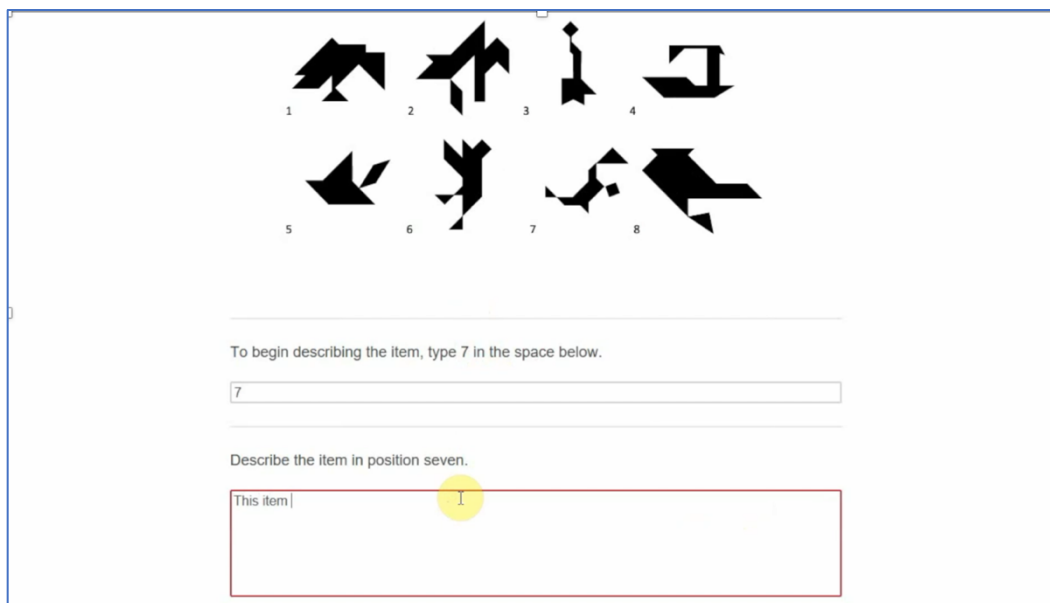 1 2 3 4
5 6 7 8
To begin describing the item, type 7 in the space below.
7
Describe the item in position seven.
This item